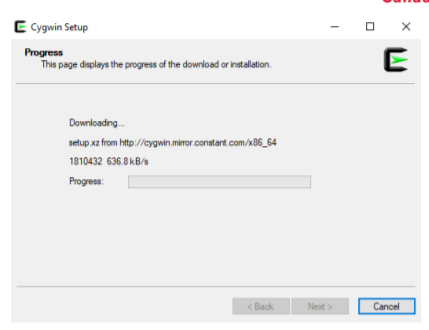 Cygwin Setup
Progress
This page displays the progress of the download or installation.
Downloading...
setup.xz from http://cygwin.mirror.constant.com/x86_64
1810432 636.8 kB/s
Progress:
< Back Next > Cancel